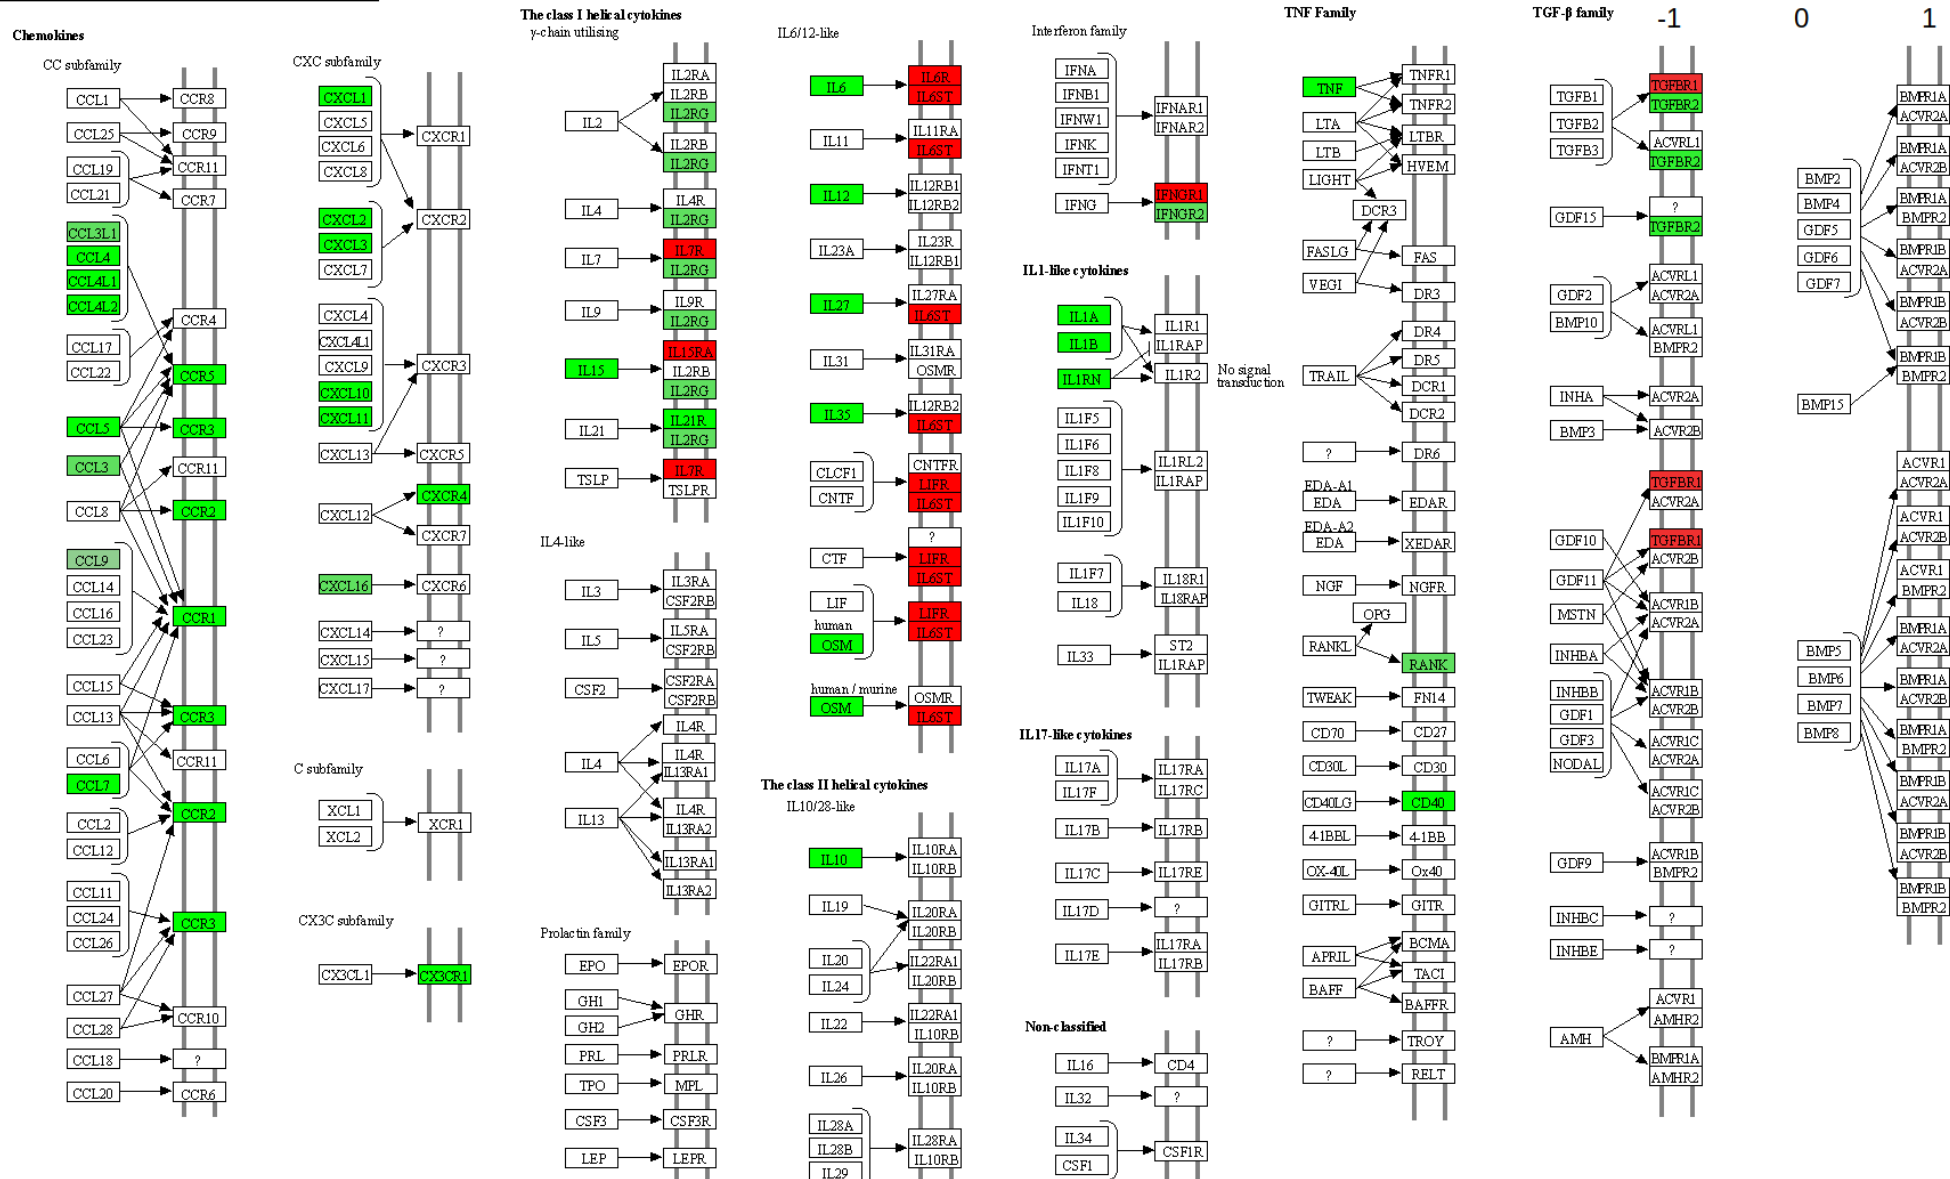 Chemokines
CC subfamily
CCL1
CCR8
CCL25
CCR9
CCL19
CCR11
CCL21
CCR7
CCL3L1
CCL4
CCL4L1
CCL4L2
CCR4
CCL17
CCL22
CCR5
CCL5
CCR3
CCL3
CCR11
CCL8
CCR2
CCL9
CCL14
CCL16
CCR1
CCL23
CCL15
CCL13
CCR3
CCL6
CCR11
CCL7
CCR2
CCL2
CCL12
CCL11
CCL24
CCR3
CCL26
CCL27
CCR10
CCL28
CCL18
?
CCL20
CCR6
CXC subfamily
CXCL1
CXCL5
CXCL6
CXCL8
CXCR1
CXCL2
CXCL3
CXCL7
CXCR2
CXCL4
CXCL4L1
CXCL9
CXCL10
CXCL11
CXCR3
CXCL13
CXCR5
CXCR4
CXCL12
CXCR7
CXCL16
CXCR6
CXCL14
?
CXCL15
?
CXCL17
?
C subfamily
XCL1
XCL2
XCR1
CX3C subfamily
CX3CL1
CX3CR1
The class I helical cytokines
γ-chain utilising
IL2RA
IL2RB
IL2RG
IL2
IL2RB
IL2RG
IL4
IL4R
IL2RG
IL7
IL7R
IL2RG
IL9
IL9R
IL2RG
IL15
IL15RA
IL2RB
IL2RG
IL21
IL21R
IL2RG
TSLP
IL7R
TSLPR
IL4-like
IL3
IL3RA
CSF2RB
IL5
IL5RA
CSF2RB
CSF2
CSF2RA
CSF2RB
IL4R
IL4
IL4R
IL13RA1
IL13
IL4R
IL13RA2
IL13RA1
IL13RA2
Prolactin family
EPO
EPOR
GH1
GH2
GHR
PRL
PRLR
TPO
MPL
CSF3
CSF3R
LEP
LEPR
IL6/12-like
IL6
IL6R
IL6ST
IL11
IL11RA
IL6ST
IL12
IL12RB1
IL12RB2
IL23A
IL23R
IL12RB1
IL27
IL27RA
IL6ST
IL31
IL31RA
OSMR
IL35
IL12RB2
IL6ST
CLCF1
CNTF
CNTFR
LIFR
IL6ST
CTF
?
LIFR
IL6ST
LIF
human
OSM
LIFR
IL6ST
human / murine
OSM
OSMR
IL6ST
The class II helical cytokines
IL10/28-like
IL10
IL10RA
IL10RB
IL19
IL20RA
IL20RB
IL20
IL24
IL22RA1
IL20RB
IL22
IL22RA1
IL10RB
IL26
IL20RA
IL10RB
IL28A
IL28B
IL29
IL28RA
IL10RB
Interferon family
IFNA
IFNB1
IFNW1
IFNK
IFNT1
IFNAR1
IFNAR2
IFNG
IFNGR1
IFNGR2
IL1-like cytokines
IL1A
IL1B
IL1RN
IL1R1
IL1RAP
IL1R2
No signal
transduction
IL1F5
IL1F6
IL1F8
IL1F9
IL1F10
IL1RL2
IL1RAP
IL1F7
IL18
IL18R1
IL18RAP
IL33
ST2
IL1RAP
IL17-like cytokines
IL17A
IL17F
IL17RA
IL17RC
IL17B
IL17RB
IL17C
IL17RE
IL17D
?
IL17E
IL17RA
IL17RB
Non-classified
IL16
CD4
IL32
?
IL34
CSF1
CSF1R
TNF Family
TNF
TNFR1
TNFR2
LTA
LTBR
LTB
HVEM
LIGHT
DCR3
FASLG
FAS
VEGI
DR3
DR4
DR5
TRAIL
DCR1
DCR2
?
DR6
EDA-A1
EDA
EDAR
EDA-A2
EDA
XEDAR
NGF
NGFR
OPG
RANKL
RANK
TWEAK
FN14
CD70
CD27
CD30L
CD30
CD40LG
CD40
4-1BBL
4-1BB
OX-40L
Ox40
GITRL
GITR
APRIL
BCMA
TACI
BAFF
BAFFR
?
TROY
?
RELT
TGF-β family
-1
0
1
TGFB1
TGFB2
TGFB3
TGFBR1
TGFBR2
ACVRL1
TGFBR2
GDF15
?
TGFBR2
GDF2
BMP10
ACVRL1
ACVR2A
ACVRL1
BMPR2
INHA
ACVR2A
BMP3
ACVR2B
TGFBR1
ACVR2A
GDF10
TGFBR1
ACVR2B
GDF11
MSTN
ACVR1B
ACVR2A
INHBA
INHBB
GDF1
GDF3
NODAL
ACVR1B
ACVR2B
ACVR1C
ACVR2A
ACVR1C
ACVR2B
GDF9
ACVR1B
BMPR2
INHBC
?
INHBE
?
AMH
ACVR1
AMHR2
BMPR1A
AMHR2
BMP2
BMP4
GDF5
GDF6
GDF7
BMPR1A
ACVR2A
BMPR1A
ACVR2B
BMPR1A
BMPR2
BMPR1B
ACVR2A
BMPR1B
ACVR2B
BMPR1B
BMPR2
BMP15
ACVR1
ACVR2A
ACVR1
ACVR2B
ACVR1
BMPR2
BMP5
BMP6
BMP7
BMP8
BMPR1A
ACVR2A
BMPR1A
ACVR2B
BMPR1A
BMPR2
BMPR1B
ACVR2A
BMPR1B
ACVR2B
BMPR1B
BMPR2